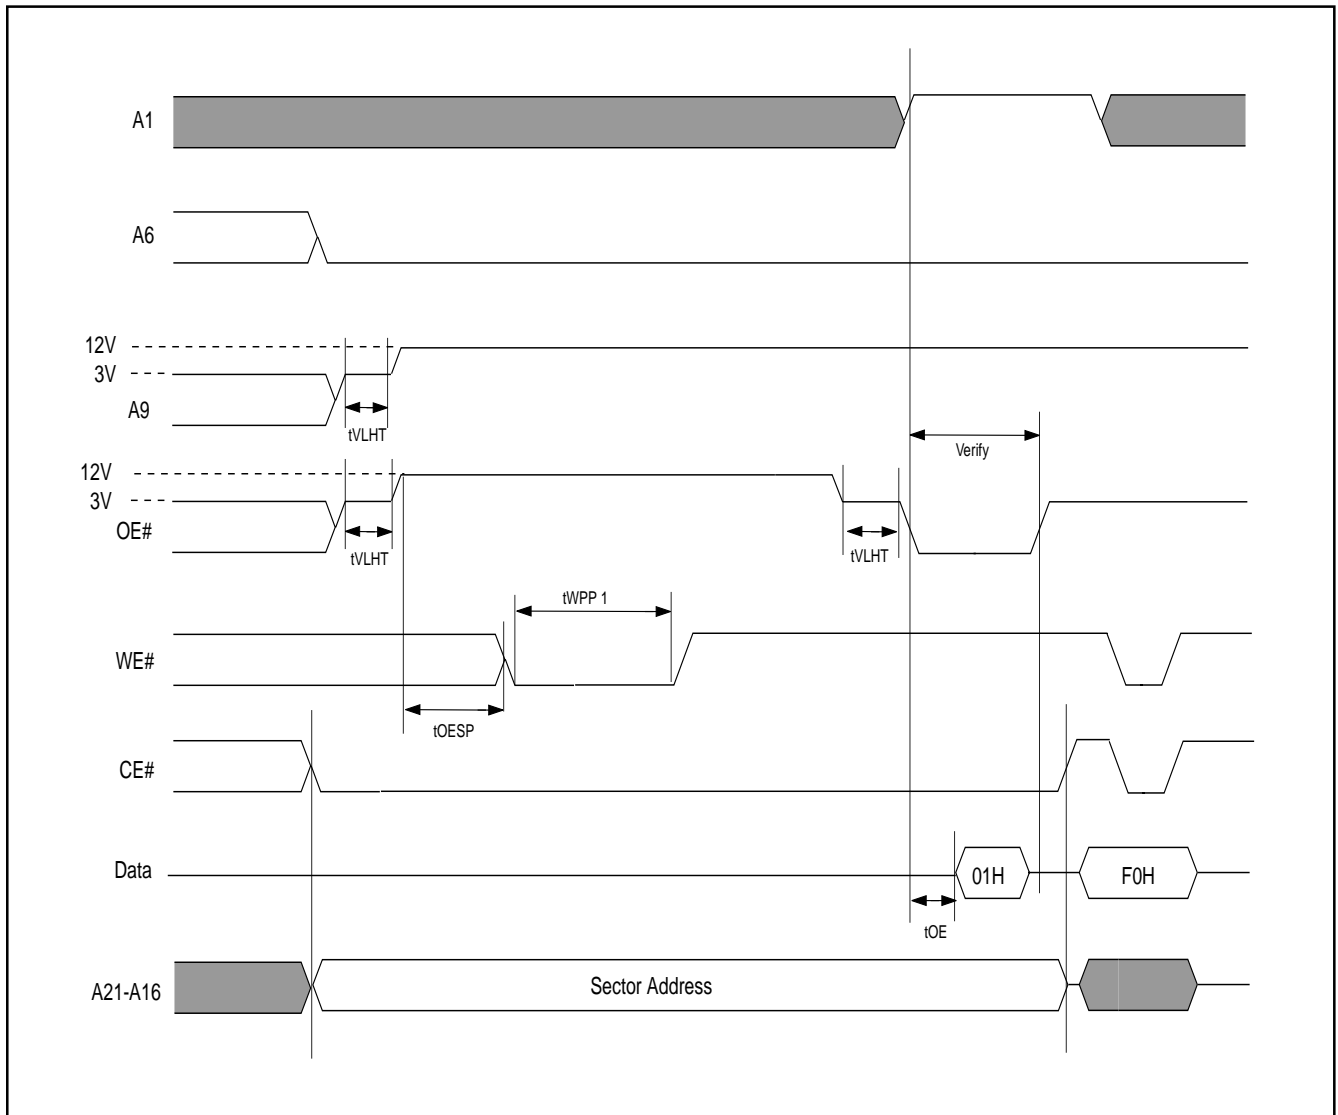 A1
A6
12V
3V
A9
tVLHT
Verify
12V
3V
OE#
tVLHT
tVLHT
tWPP 1
WE#
tOESP
CE#
Data
01H
F0H
tOE
A21-A16
Sector Address